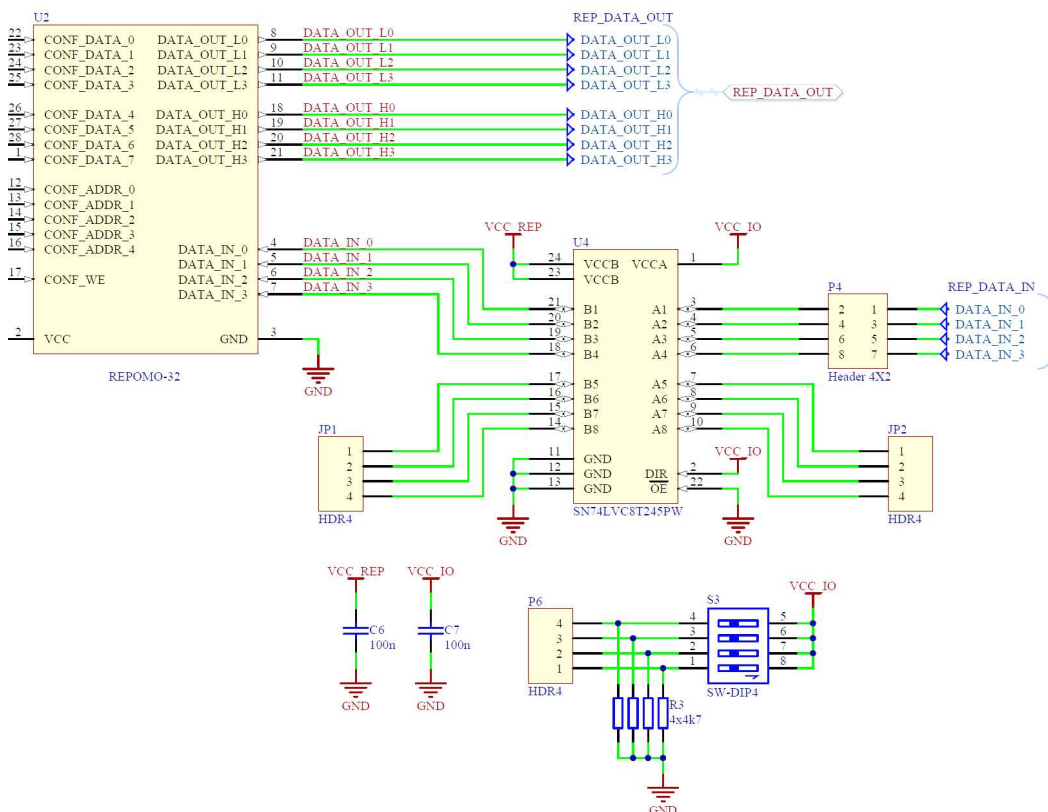 U2
REP_DATA_OUT
22 CONF_DATA_0 DATA_OUT_L0 8 DATA_OUT_L0 DATA_OUT_L0
23 CONF_DATA_1 DATA_OUT_L1 9 DATA_OUT_L1 DATA_OUT_L1
24 CONF_DATA_2 DATA_OUT_L2 10 DATA_OUT_L2 DATA_OUT_L2
25 CONF_DATA_3 DATA_OUT_L3 11 DATA_OUT_L3 DATA_OUT_L3
REP_DATA_OUT
26 CONF_DATA_4 DATA_OUT_H0 18 DATA_OUT_H0 DATA_OUT_H0
27 CONF_DATA_5 DATA_OUT_H1 19 DATA_OUT_H1 DATA_OUT_H1
28 CONF_DATA_6 DATA_OUT_H2 20 DATA_OUT_H2 DATA_OUT_H2
1 CONF_DATA_7 DATA_OUT_H3 21 DATA_OUT_H3 DATA_OUT_H3
12 CONF_ADDR_0
13 CONF_ADDR_1
14 CONF_ADDR_2
15 CONF_ADDR_3
16 CONF_ADDR_4
DATA_IN_0 4 DATA_IN_0
DATA_IN_1 5 DATA_IN_1
17 CONF_WE DATA_IN_2 6 DATA_IN_2
DATA_IN_3 7 DATA_IN_3
2 VCC GND 3
GND
REPOMO-32
VCC_REP VCC_IO
U4
24 VCCB VCCA 1
23 VCCB
21 B1 A1 3
20 B2 A2 4
19 B3 A3 5
18 B4 A4 6
17 B5 A5 7
16 B6 A6 8
15 B7 A7 9
14 B8 A8 10
11 GND
12 GND DIR 2 VCC_IO
13 GND OE 22
SN74LVC8T245PW
GND GND
P4 REP_DATA_IN
2 1 DATA_IN_0
4 3 DATA_IN_1
6 5 DATA_IN_2
8 7 DATA_IN_3
Header 4X2
JP1
1
2
3
4
HDR4
JP2
1
2
3
4
HDR4
VCC_REP VCC_IO
C6 C7
100n 100n
GND GND
VCC_IO
P6 S3
4 4 5
3 3 6
2 2 7
1 1 8
HDR4 SW-DIP4
R3
4x4k7
GND